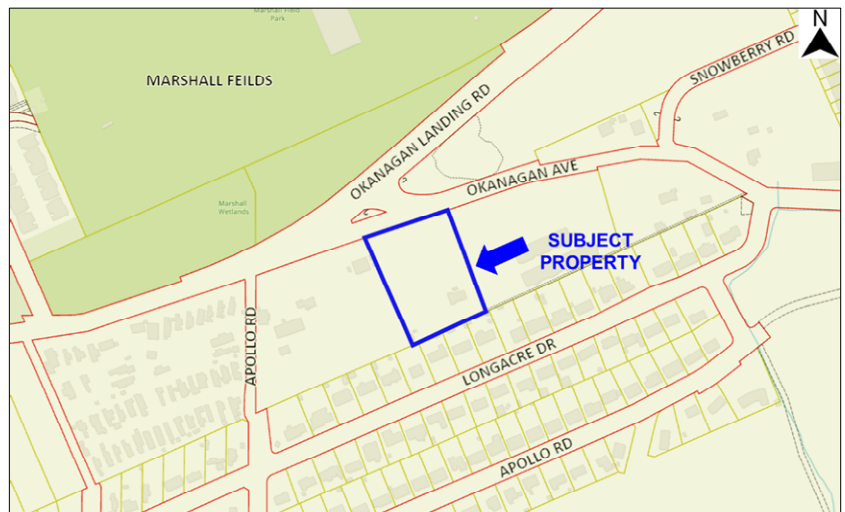 Marshall Field
Park
N
MARSHALL FEILDS
SNOWBERRY RD
OKANAGAN LANDING RD
OKANAGAN AVE
Marshall
Wetlands
SUBJECT
PROPERTY
APOLLO RD
LONGACRE DR
APOLLO RD